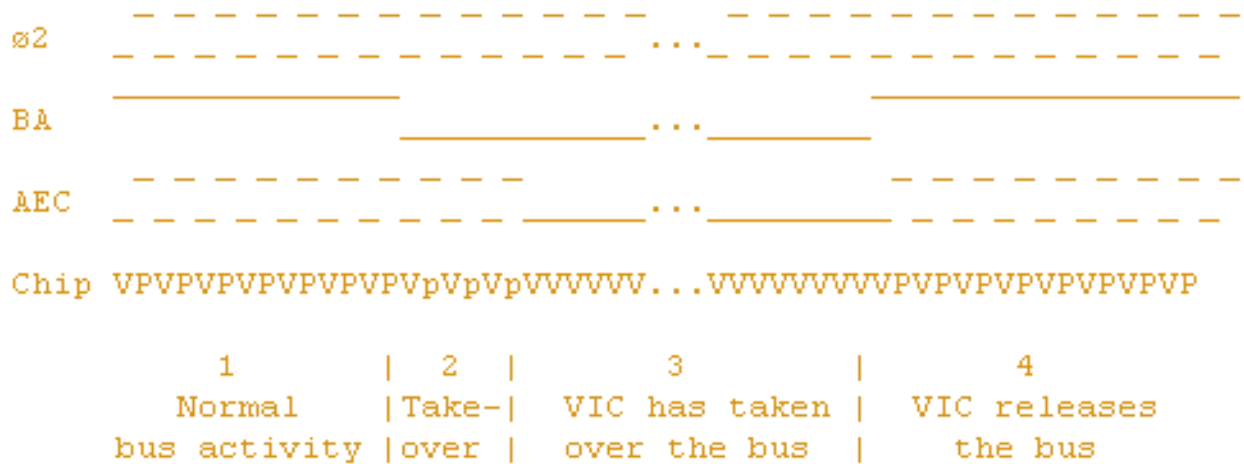 ø2 ...
BA ...
AEC ...
Chip VPVPVPVPVPVPVPVpVpVpVVVVVV...VVVVVVVVVPVPVPVPVPVPVPVP
1 | 2 | 3 | 4
Normal |Take-| VIC has taken | VIC releases
bus activity |over | over the bus | the bus